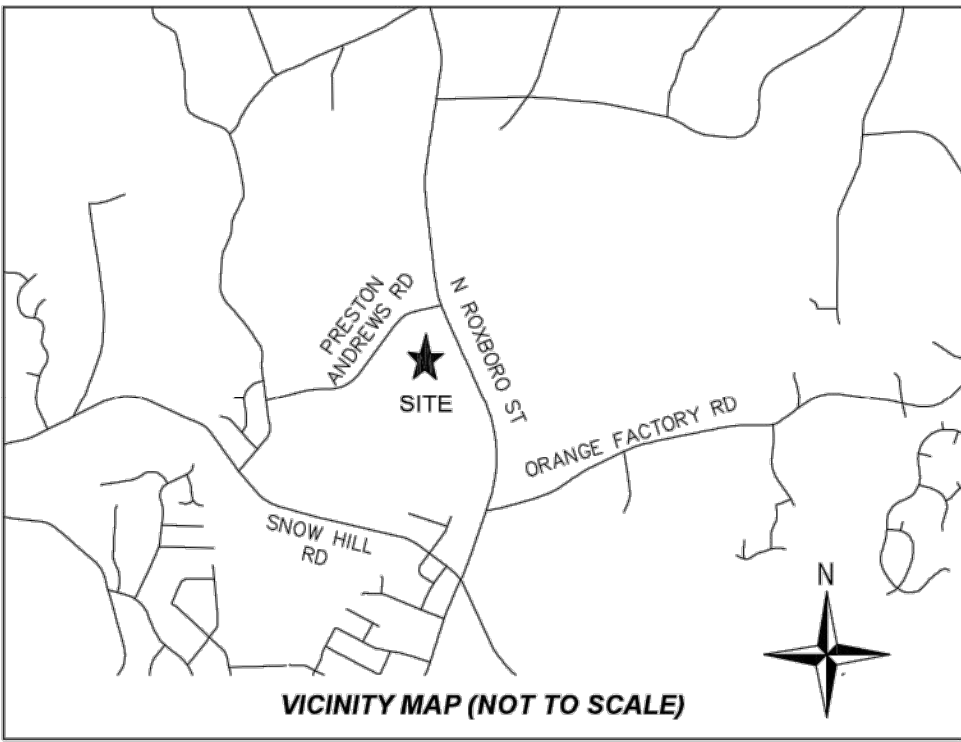 PRESTON
ANDREWS RD
N ROXBORO ST
SITE
ORANGE FACTORY RD
SNOW HILL
RD
N
VICINITY MAP (NOT TO SCALE)